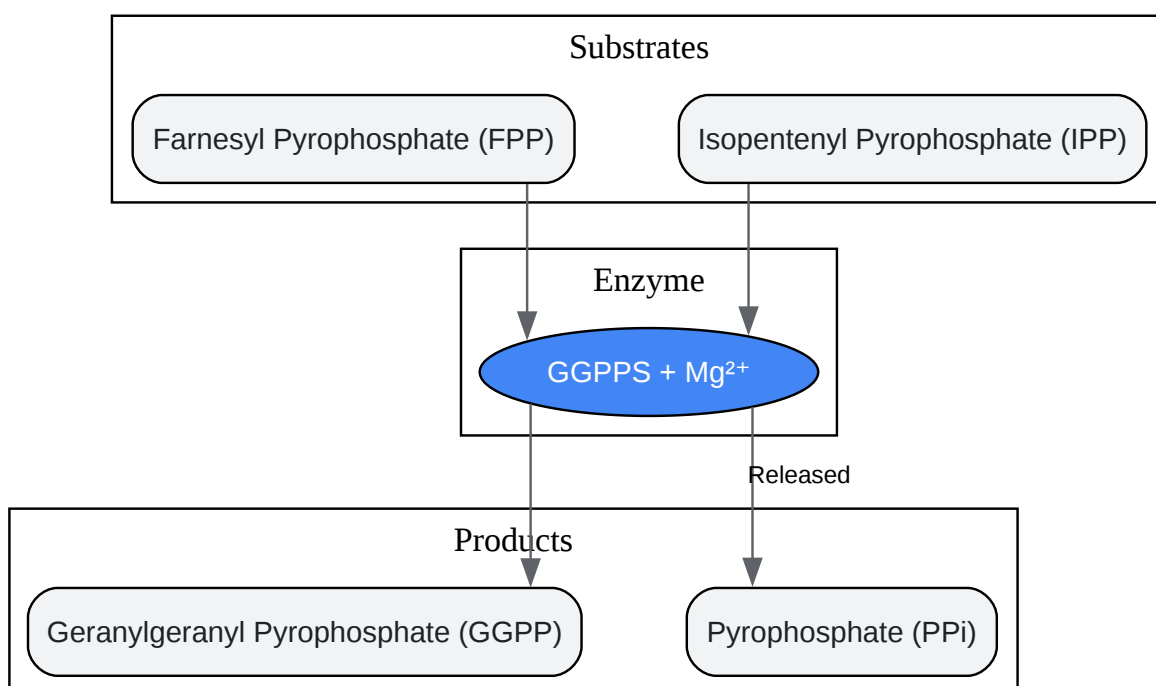 Substrates
Farnesyl Pyrophosphate (FPP)
Isopentenyl Pyrophosphate (IPP)
Enzyme
GGPPS + Mg²⁺
Released
Products
Geranylgeranyl Pyrophosphate (GGPP)
Pyrophosphate (PPi)